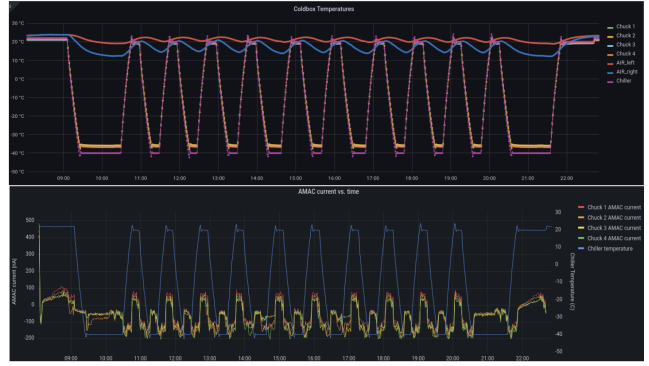 Coldbox Temperatures
30 °C
20 °C
10 °C
0 °C
-10 °C
-20 °C
-30 °C
-40 °C
-50 °C
09:00 10:00 11:00 12:00 13:00 14:00 15:00 16:00 17:00 18:00 19:00 20:00 21:00 22:00
Chuck 1
Chuck 2
Chuck 3
Chuck 4
AIR_left
AIR_right
Chiller
AMAC current vs. time
AMAC current [nA]
500
400
300
200
100
0
-100
-200
09:00 10:00 11:00 12:00 13:00 14:00 15:00 16:00 17:00 18:00 19:00 20:00 21:00 22:00
30
20
10
0
-10
-20
-30
-40
-50
Chiller Temperature (C)
Chuck 1 AMAC current
Chuck 2 AMAC current
Chuck 3 AMAC current
Chuck 4 AMAC current
Chiller temperature